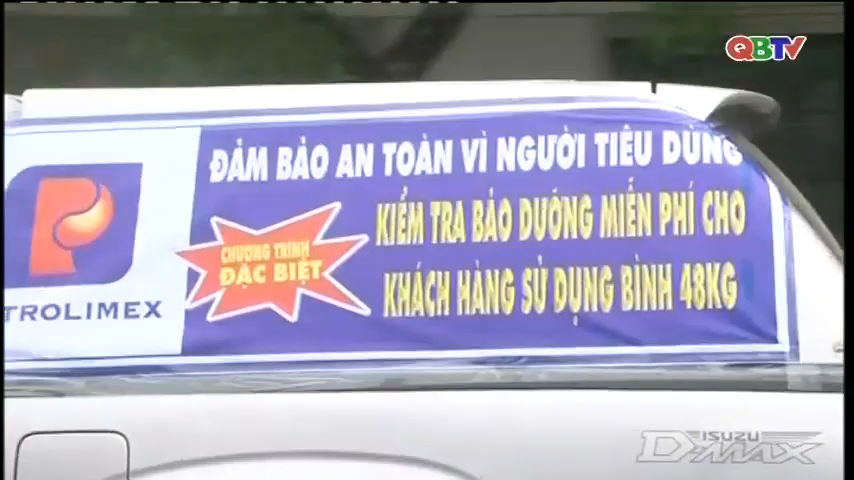 QBTV
ĐẢM BẢO AN TOÀN VÌ NGƯỜI TIÊU DÙNG
KIỂM TRA BẢO DƯỠNG MIỄN PHÍ CHO
KHÁCH HÀNG SỬ DỤNG BÌNH 48KG
CHƯƠNG TRÌNH
ĐẶC BIỆT
P
TROLIMEX
ISUZU
D-MAX